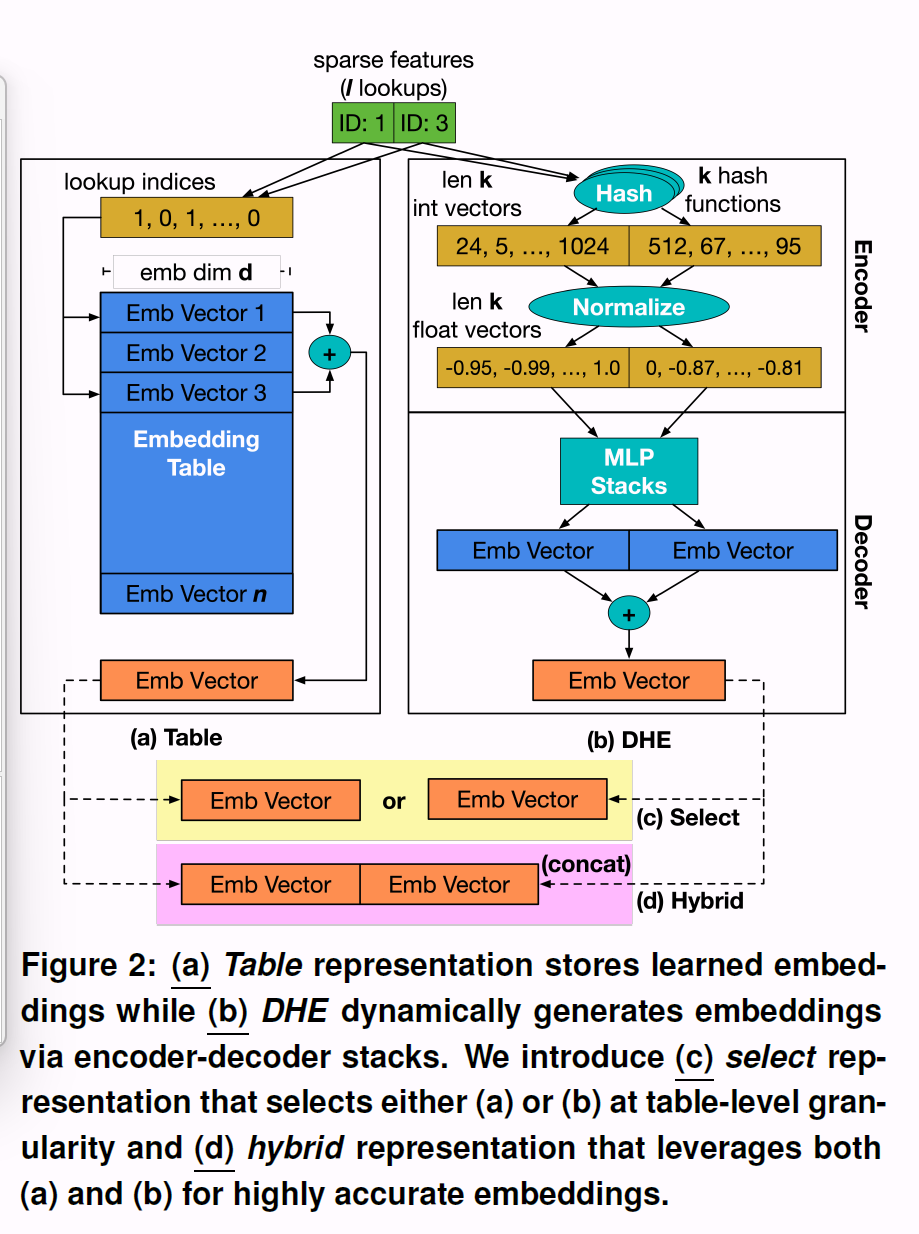 sparse features
(l lookups)
ID: 1 ID: 3
lookup indices
1, 0, 1, ..., 0
emb dim d
Emb Vector 1
Emb Vector 2
+
Emb Vector 3
Embedding
Table
Emb Vector n
Emb Vector
(a) Table
len k
int vectors
Hash
k hash
functions
24, 5, ..., 1024 512, 67, ..., 95
Normalize
len k
float vectors
-0.95, -0.99, ..., 1.0 0, -0.87, ..., -0.81
Encoder
MLP
Stacks
Emb Vector Emb Vector
+
Emb Vector
Decoder
(b) DHE
Emb Vector or Emb Vector
(c) Select
(concat)
Emb Vector Emb Vector
(d) Hybrid
Figure 2: (a) Table representation stores learned embed-
dings while (b) DHE dynamically generates embeddings
via encoder-decoder stacks. We introduce (c) select rep-
resentation that selects either (a) or (b) at table-level gran-
ularity and (d) hybrid representation that leverages both
(a) and (b) for highly accurate embeddings.